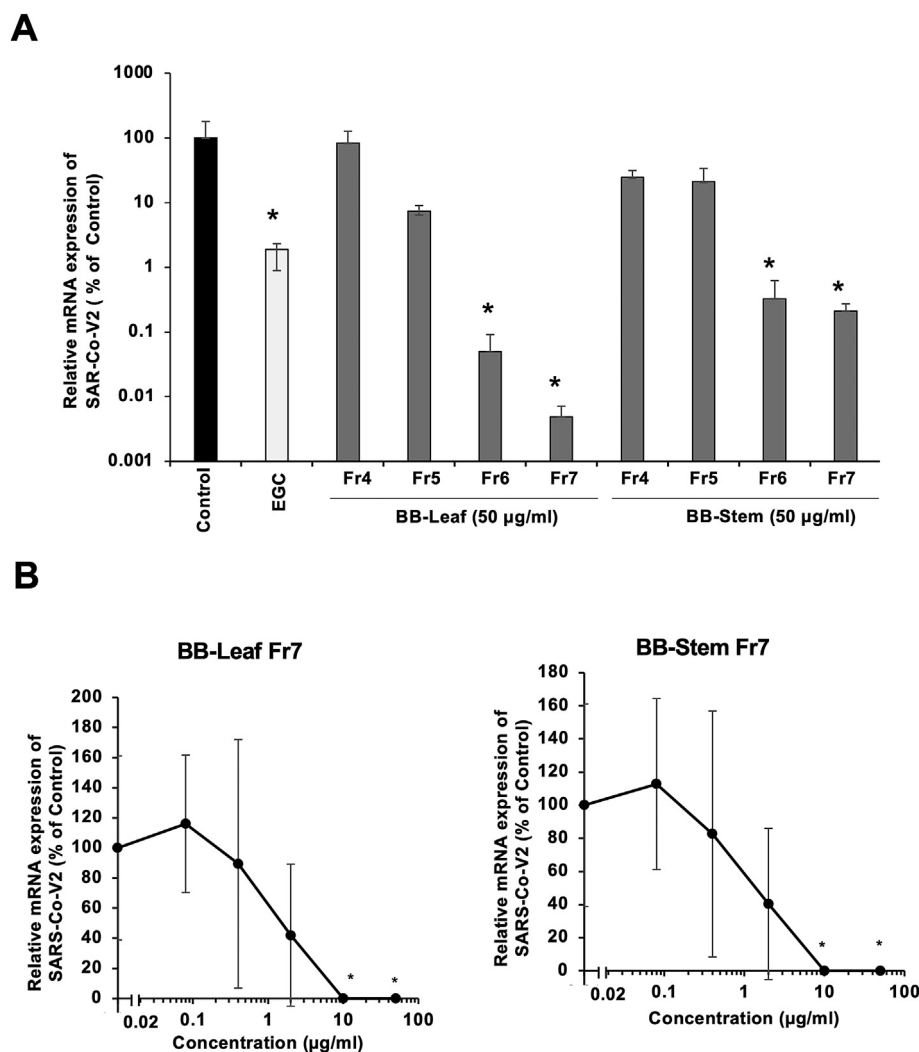 A
Relative mRNA expression of
SAR-Co-V2 ( % of Control)
1000
100
10
1
0.1
0.01
0.001
*
*
*
*
*
Control
EGC
Fr4
Fr5
Fr6
Fr7
Fr4
Fr5
Fr6
Fr7
BB-Leaf (50 µg/ml)
BB-Stem (50 µg/ml)
B
BB-Leaf Fr7
Relative mRNA expression of
SARS-Co-V2 (% of Control)
200
180
160
140
120
100
80
60
40
20
0
*
*
0.02
0.1
1
10
100
Concentration (µg/ml)
BB-Stem Fr7
Relative mRNA expression of
SARS-Co-V2 (% of Control)
180
160
140
120
100
80
60
40
20
0
*
*
0.02
0.1
1
10
100
Concentration (µg/ml)